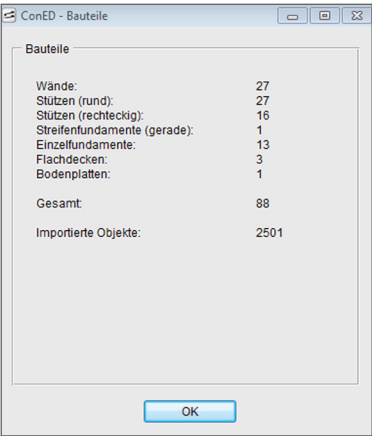 ConED - Bauteile
Bauteile
Wände: 27
Stützen (rund): 27
Stützen (rechteckig): 16
Streifenfundamente (gerade): 1
Einzelfundamente: 13
Flachdecken: 3
Bodenplatten: 1
Gesamt: 88
Importierte Objekte: 2501
OK